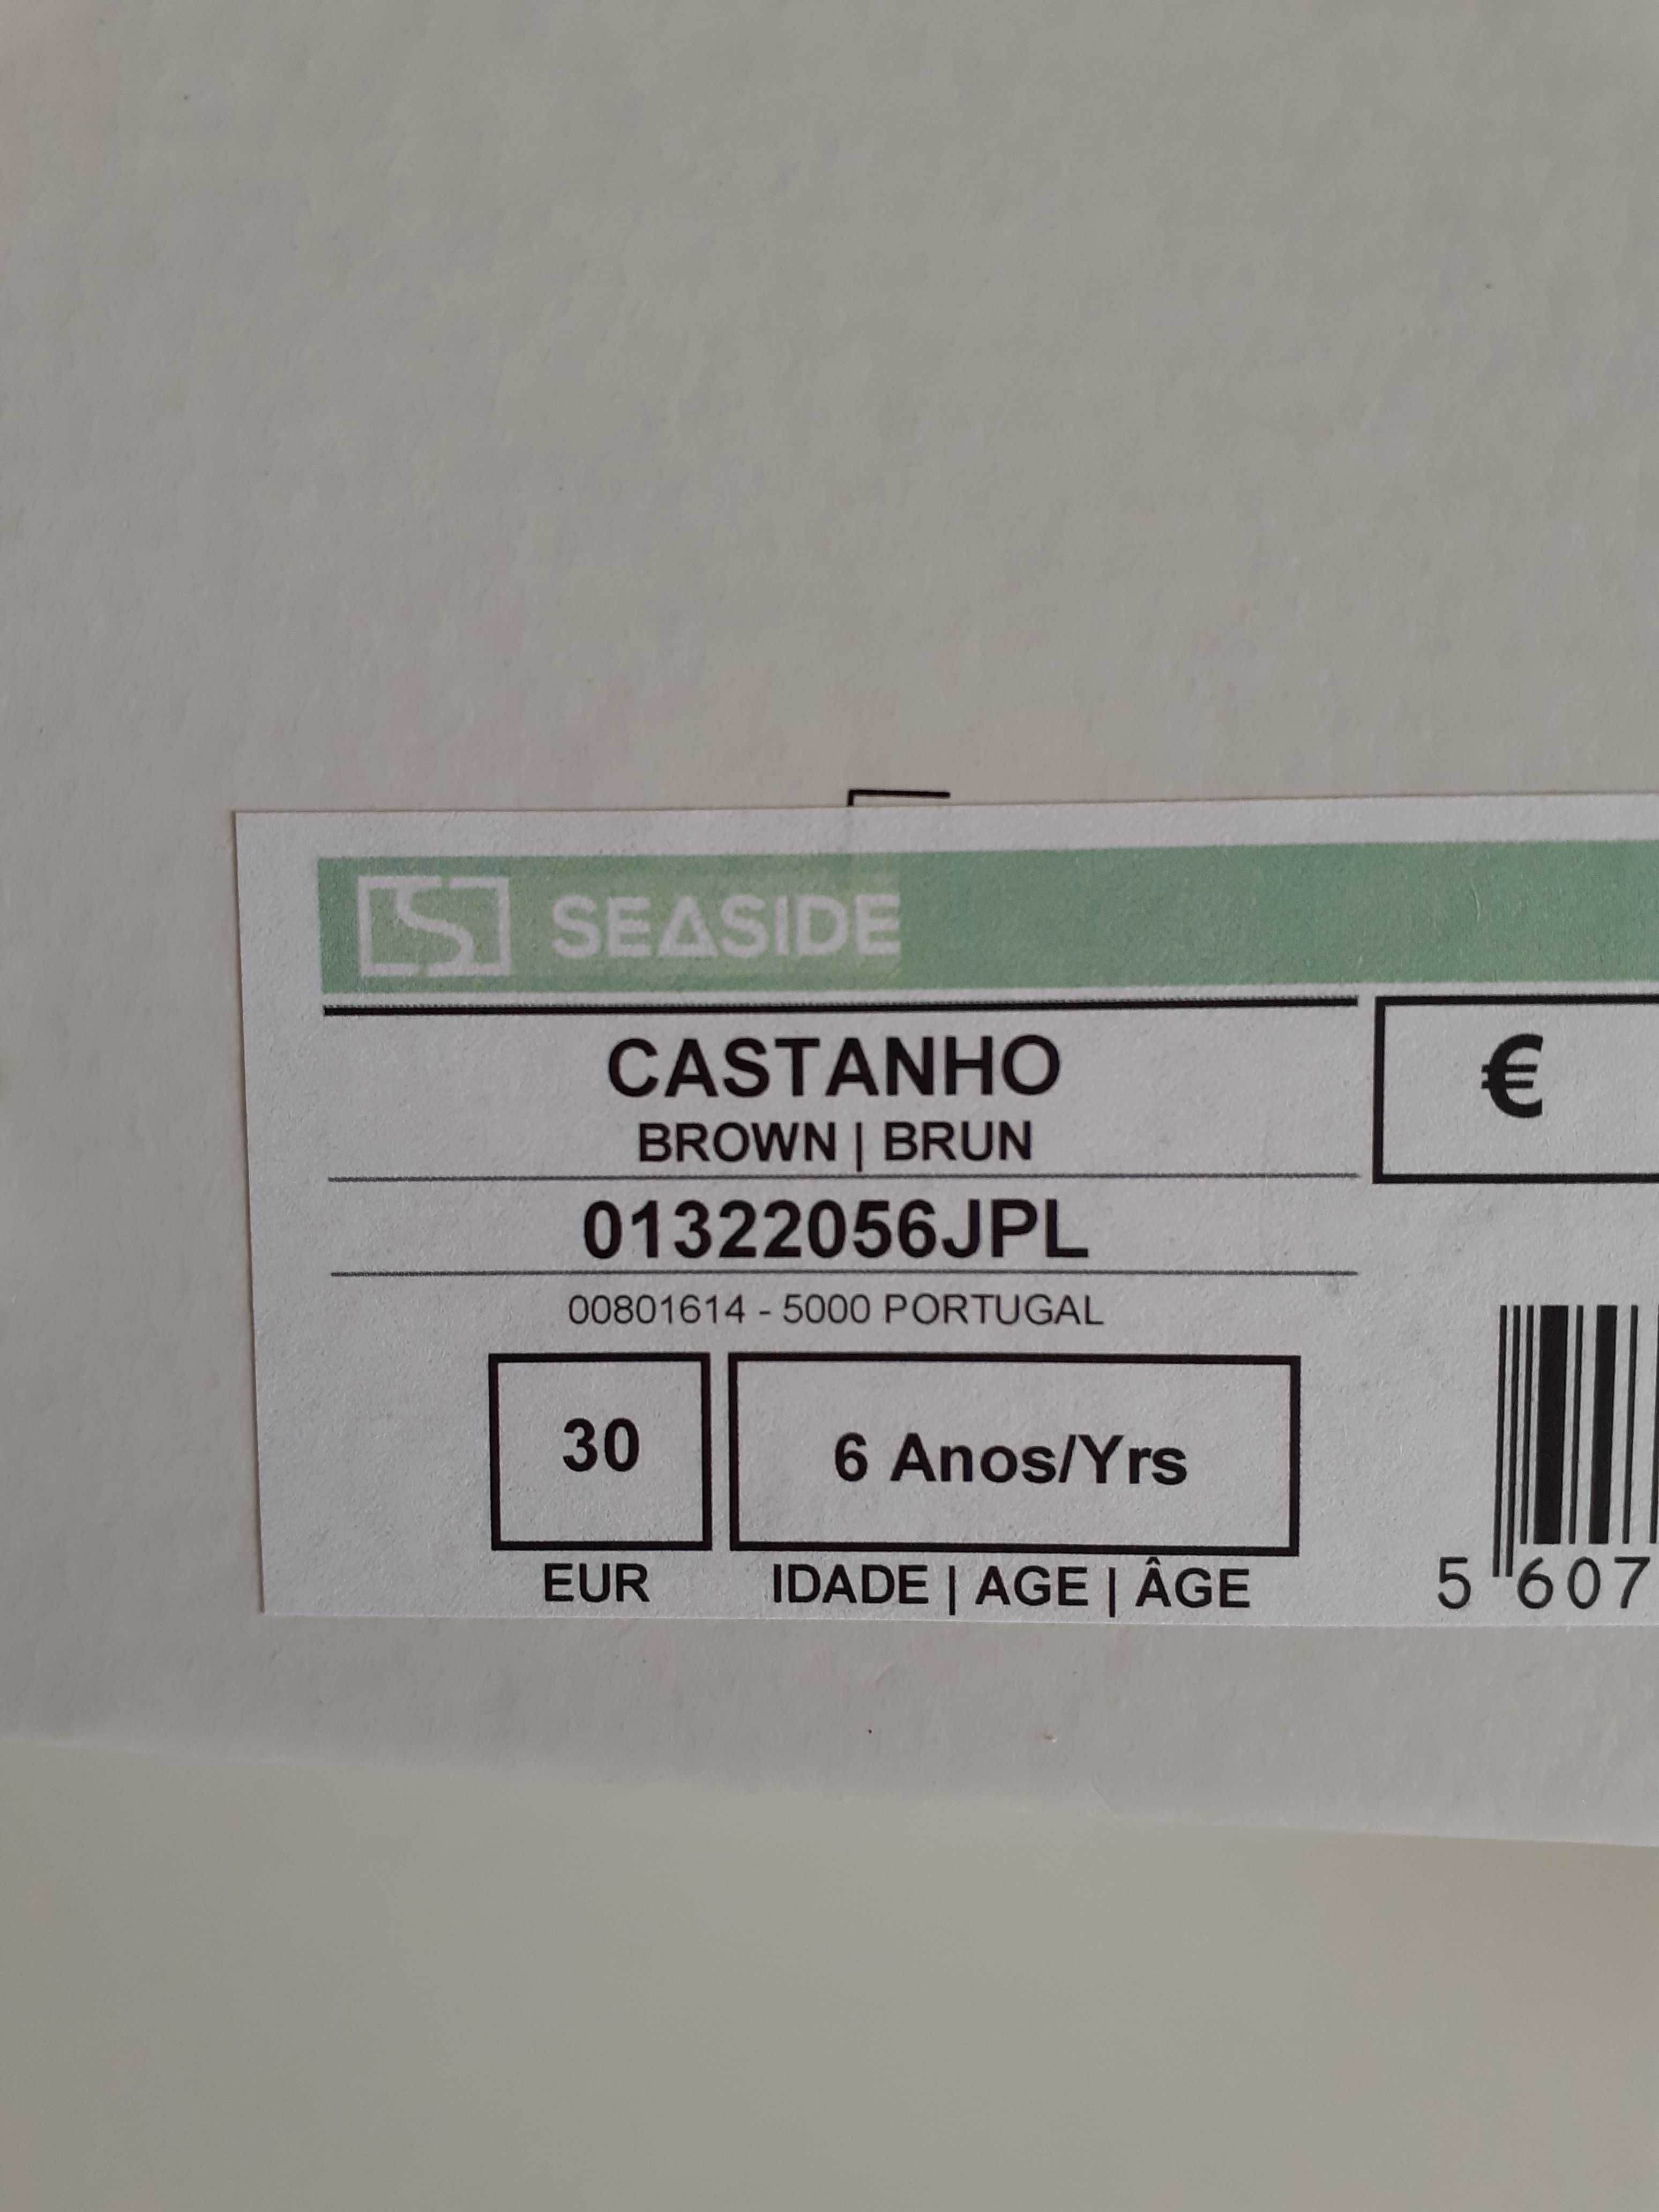 SEASIDE
CASTANHO
€
BROWN | BRUN
01322056JPL
00801614 - 5000 PORTUGAL
30
6 Anos/Yrs
EUR
IDADE | AGE | ÂGE
5 607